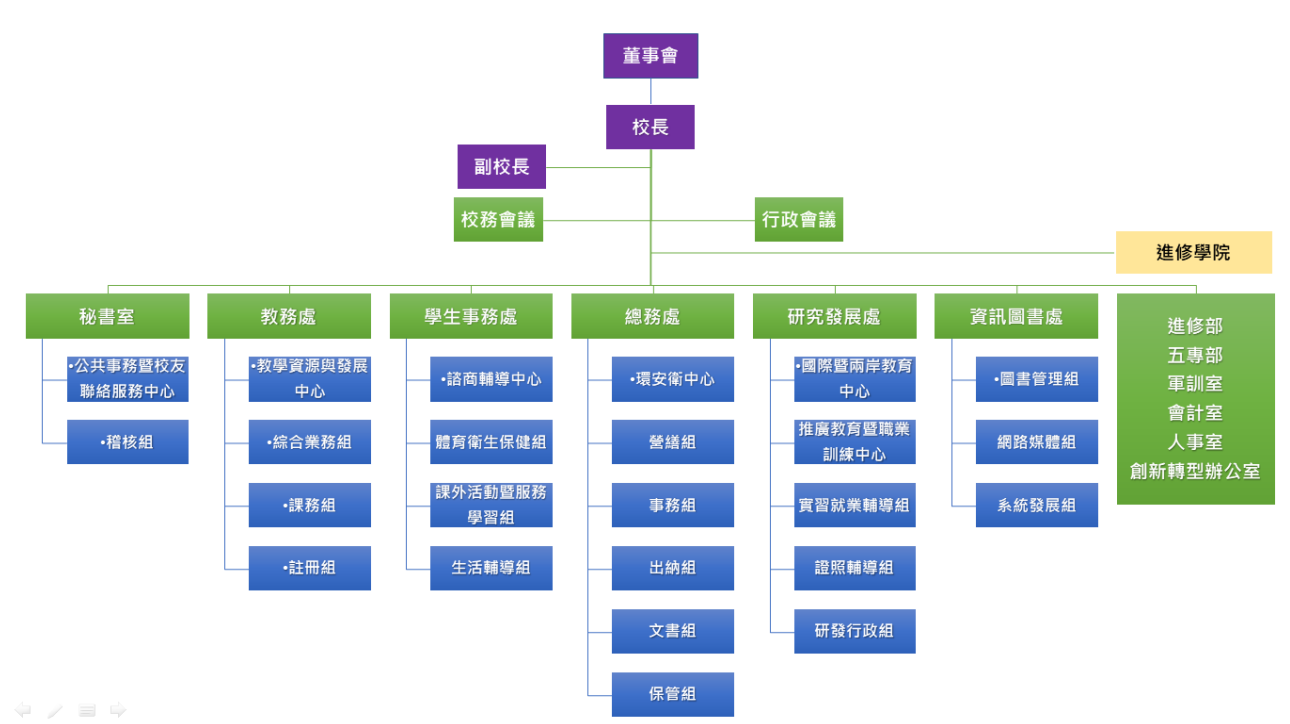 董事會
校長
副校長
校務會議
行政會議
進修學院
秘書室
•公共事務暨校友
聯絡服務中心
•稽核組
教務處
•教學資源與發展
中心
•綜合業務組
•課務組
•註冊組
學生事務處
•諮商輔導中心
體育衛生保健組
課外活動暨服務
學習組
生活輔導組
總務處
•環安衛中心
營繕組
事務組
出納組
文書組
保管組
研究發展處
•國際暨兩岸教育
中心
推廣教育暨職業
訓練中心
實習就業輔導組
證照輔導組
研發行政組
資訊圖書處
•圖書管理組
網路媒體組
系統發展組
進修部
五專部
軍訓室
會計室
人事室
創新轉型辦公室